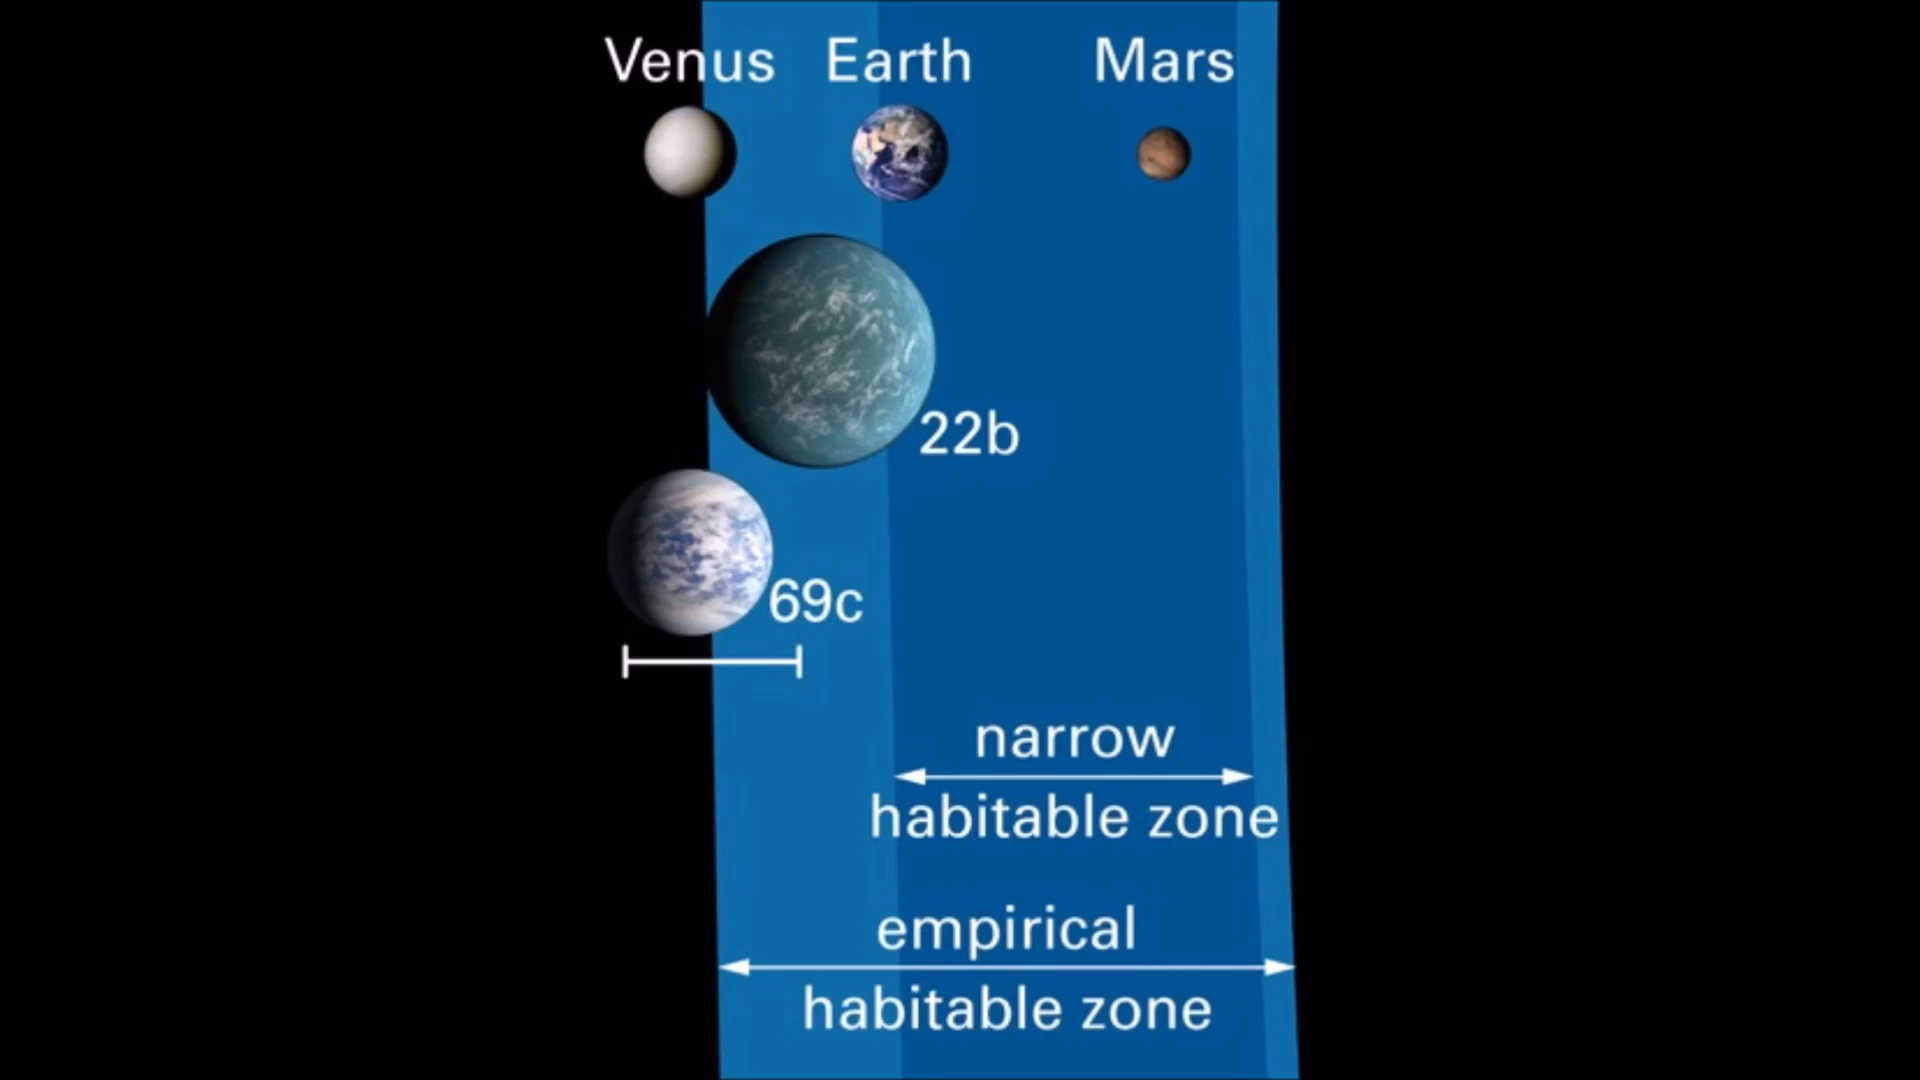 Venus Earth Mars
22b
69c
narrow
habitable zone
empirical
habitable zone